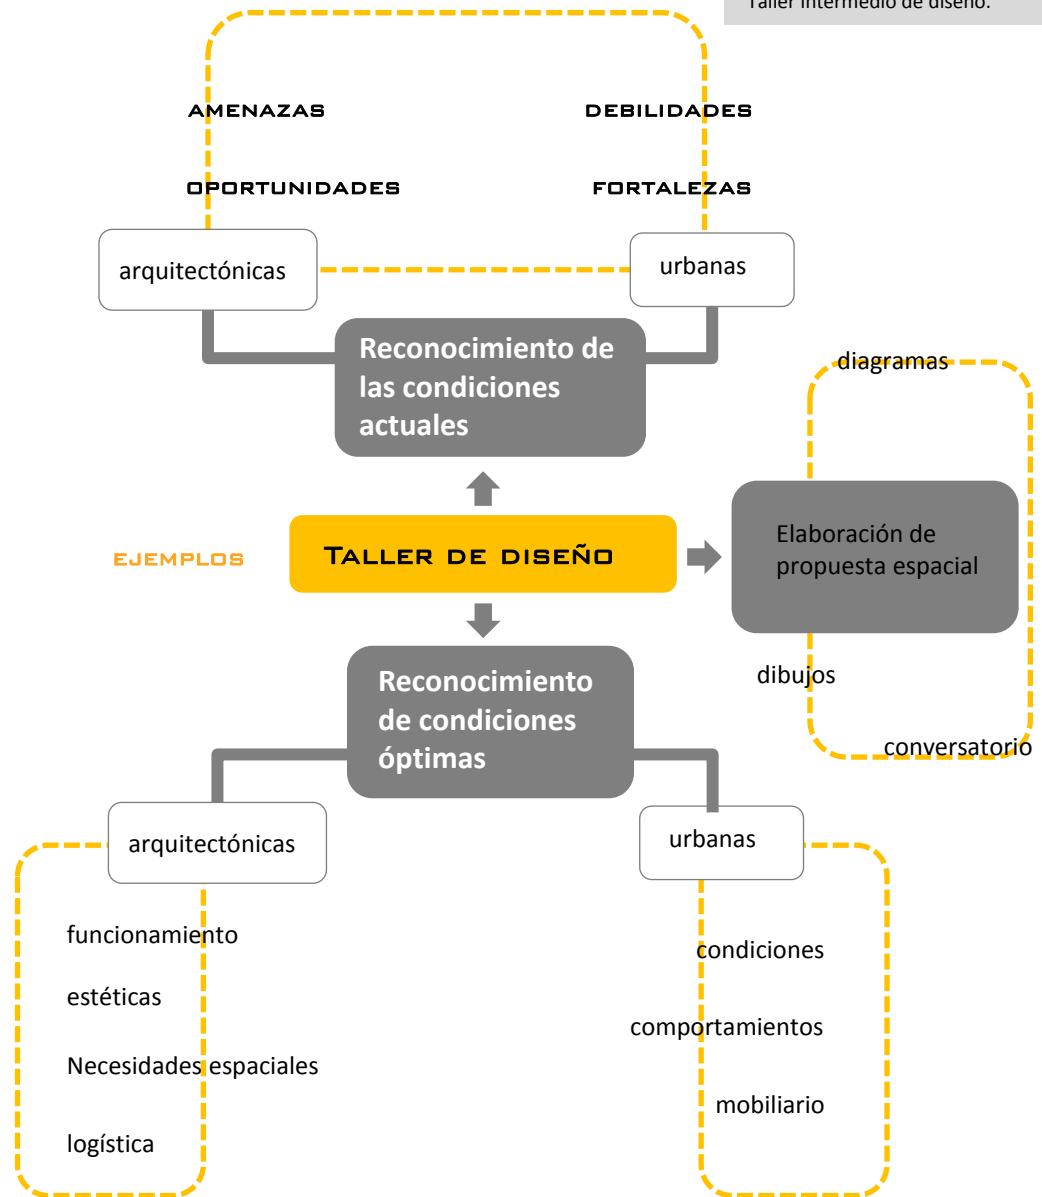 Taller intermedio de diseño.
AMENAZAS
DEBILIDADES
OPORTUNIDADES
FORTALEZAS
arquitectónicas
urbanas
Reconocimiento de
las condiciones
actuales
diagramas
EJEMPLOS
TALLER DE DISEÑO
Elaboración de
propuesta espacial
dibujos
conversatorio
Reconocimiento
de condiciones
óptimas
arquitectónicas
urbanas
funcionamiento
estéticas
Necesidades espaciales
logística
condiciones
comportamientos
mobiliario